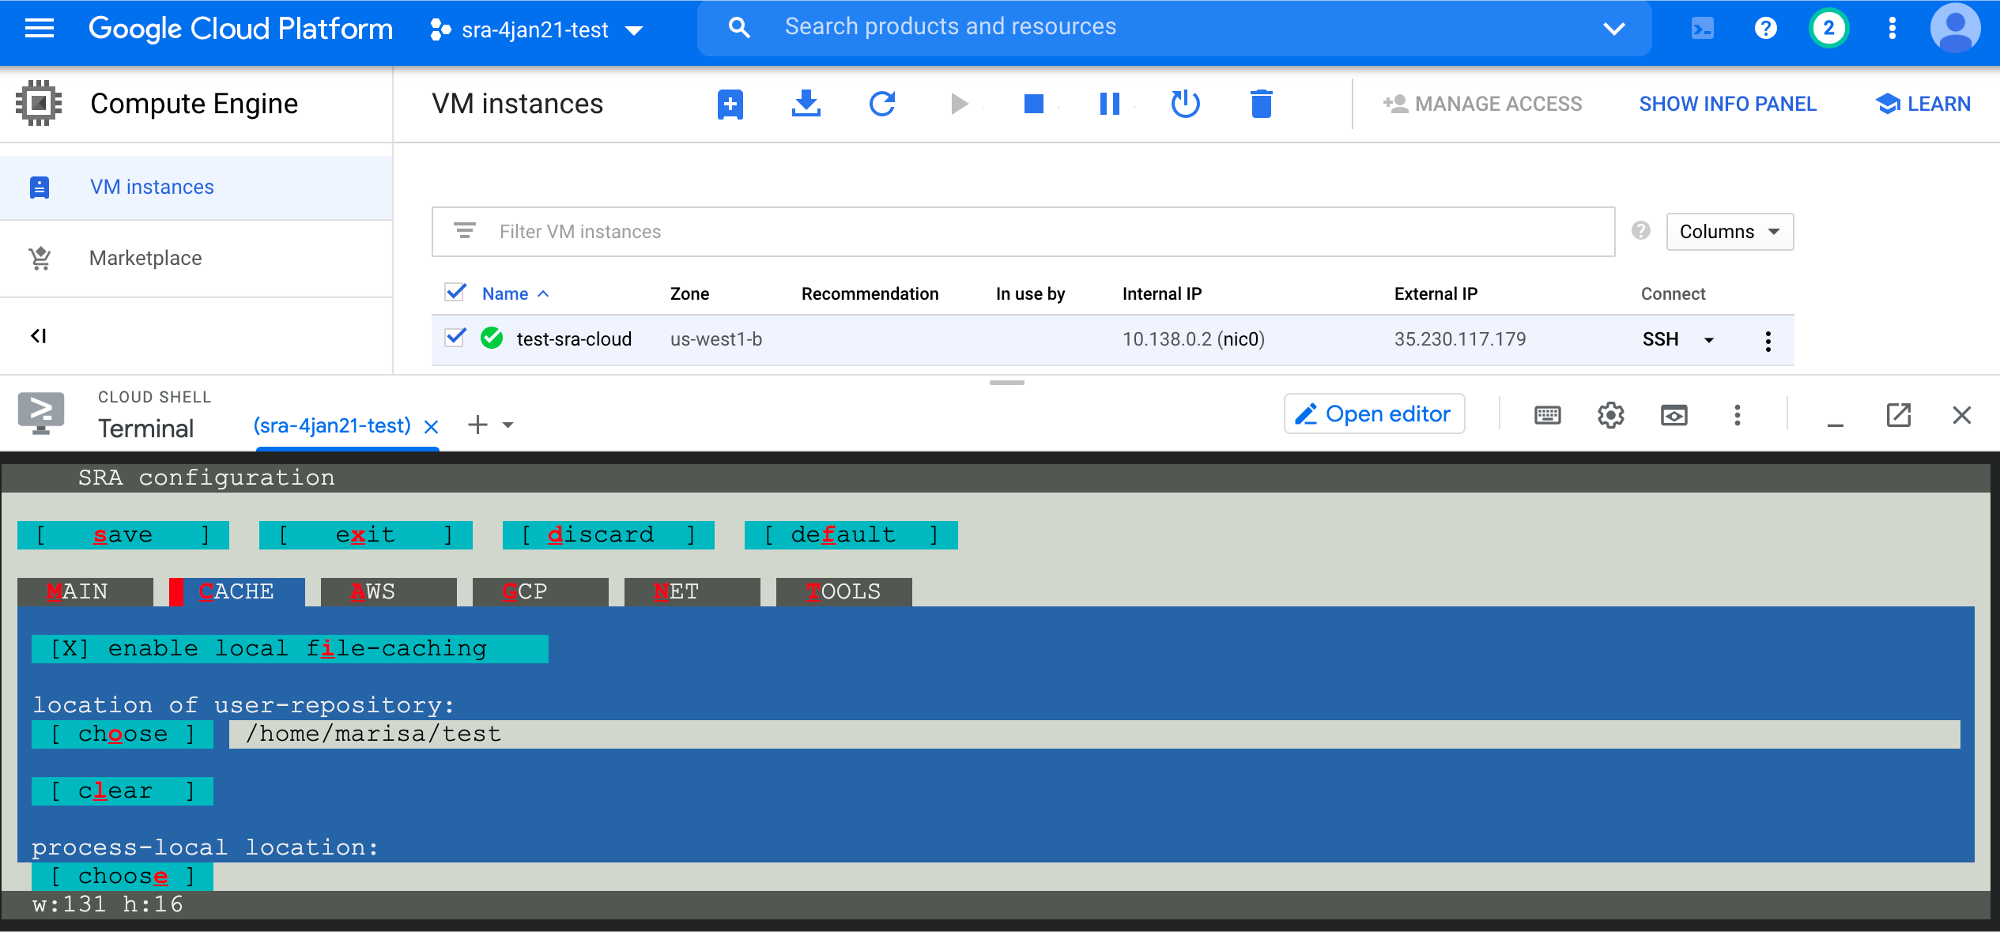 Google Cloud Platform sra-4jan21-test Search products and resources 2
Compute Engine VM instances MANAGE ACCESS SHOW INFO PANEL LEARN
VM instances
Marketplace
Filter VM instances Columns
Name Zone Recommendation In use by Internal IP External IP Connect
test-sra-cloud us-west1-b 10.138.0.2 (nic0) 35.230.117.179 SSH
CLOUD SHELL
Terminal (sra-4jan21-test) Open editor
SRA configuration
[ save ] [ exit ] [ discard ] [ default ]
MAIN CACHE AWS GCP NET TOOLS
[X] enable local file-caching
location of user-repository:
[ choose ] /home/marisa/test
[ clear ]
process-local location:
[ choose ]
w:131 h:16